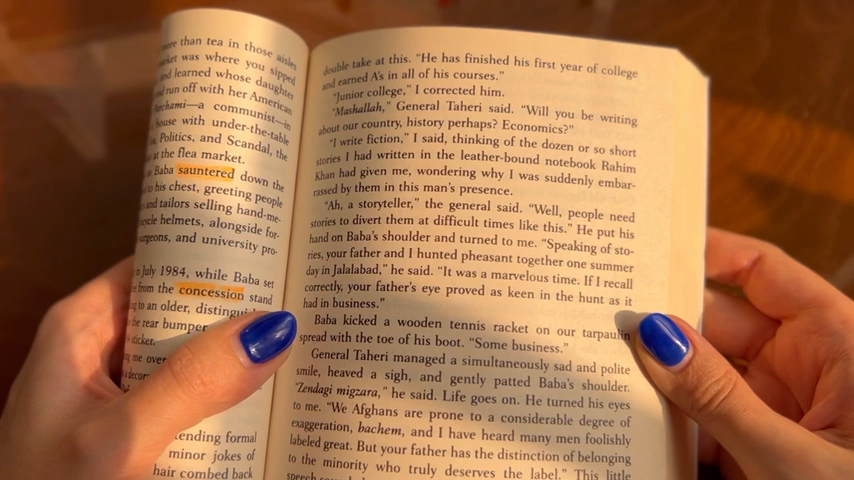 more than tea in those aisles
market was where you sipped
and learned whose daughter
run off with her American
Parchami—a communist—in
house with under-the-table
Politics, and Scandal, the
at the flea market.
Baba sauntered down the
to his chest, greeting people
and tailors selling hand-me-
cycle helmets, alongside for-
surgeons, and university pro-
July 1984, while Baba set
from the concession stand
to an older,
the rear bumper
sticker.
me over
formal
minor jokes of
hair combed back
double take at this. “He has finished his first year of college
and earned A’s in all of his courses.”
“Junior college,” I corrected him.
“Mashallah,” General Taheri said. “Will you be writing
about our country, history perhaps? Economics?”
“I write fiction,” I said, thinking of the dozen or so short
stories I had written in the leather-bound notebook Rahim
Khan had given me, wondering why I was suddenly embar-
rassed by them in this man’s presence.
“Ah, a storyteller,” the general said. “Well, people need
stories to divert them at difficult times like this.” He put his
hand on Baba’s shoulder and turned to me. “Speaking of sto-
ries, your father and I hunted pheasant together one summer
day in Jalalabad,” he said. “It was a marvelous time. If I recall
correctly, your father’s eye proved as keen in the hunt as it
had in business.”
Baba kicked a wooden tennis racket on our tarpaulin
spread with the toe of his boot. “Some business.”
General Taheri managed a simultaneously sad and polite
smile, heaved a sigh, and gently patted Baba’s shoulder.
“Zendagi migzara,” he said. Life goes on. He turned his eyes
to me. “We Afghans are prone to a considerable degree of
exaggeration, bachem, and I have heard many men foolishly
labeled great. But your father has the distinction of belonging
to the minority who truly deserves the label.” This little